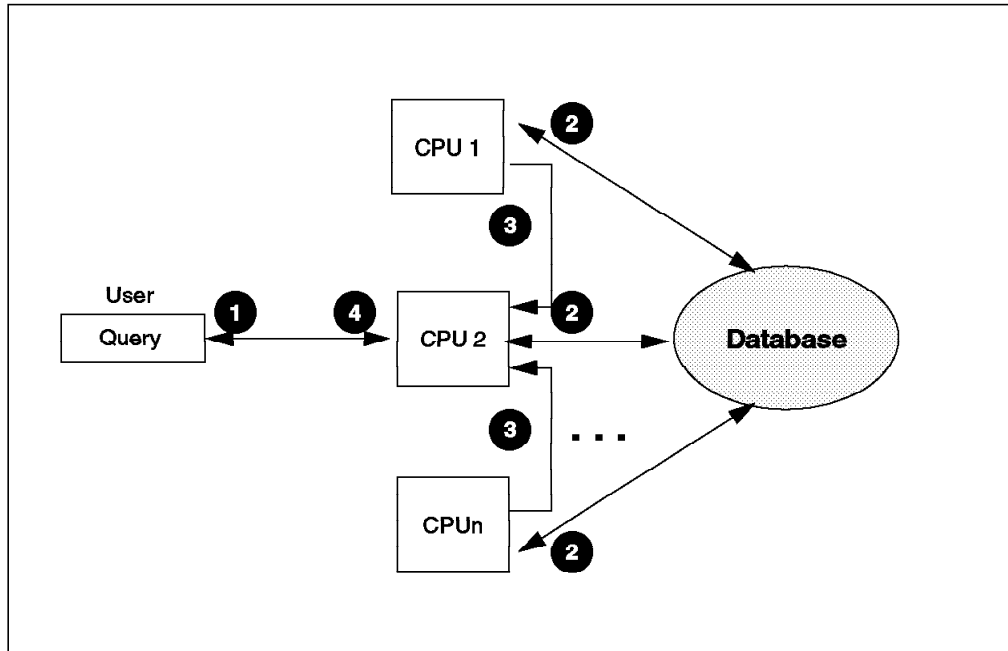 2
CPU 1
3
User
1
4
2
Query
CPU 2
Database
3
. . .
CPUn
2